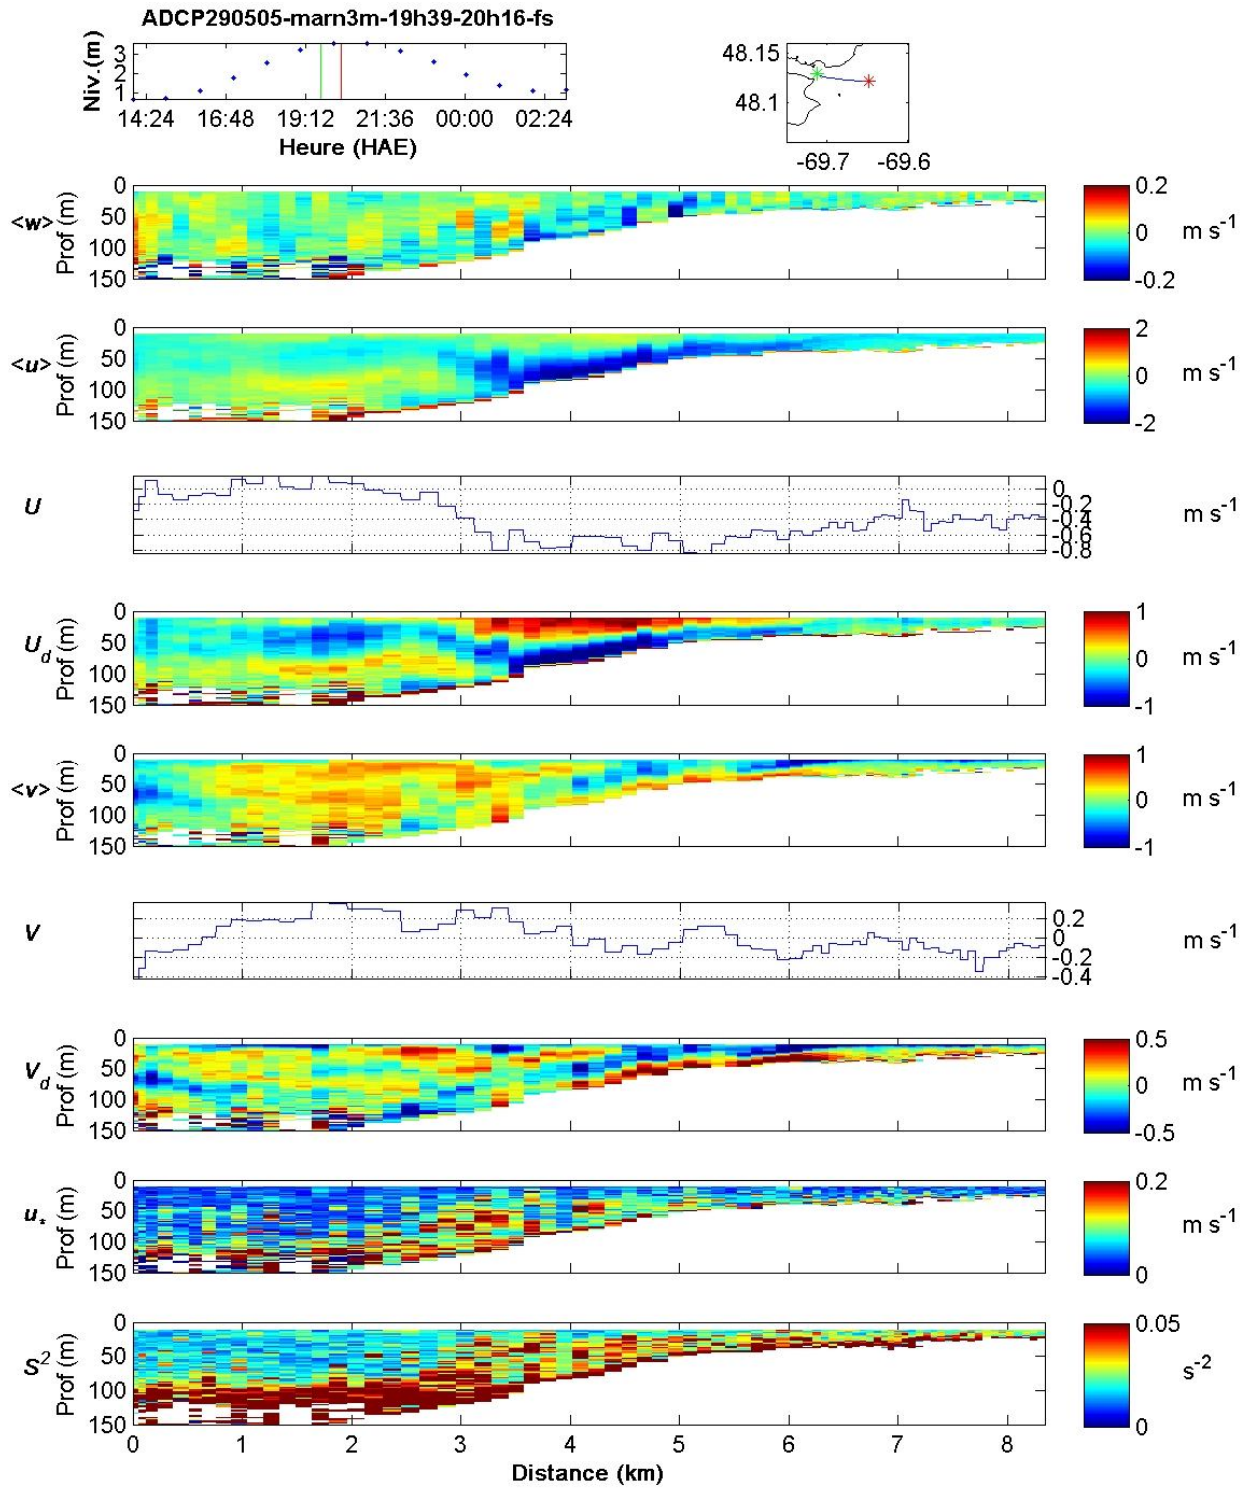 ADCP290505-marn3m-19h39-20h16-fs
Niv.(m)
3
2
1
14:24 16:48 19:12 21:36 00:00 02:24
Heure (HAE)
48.15
48.1
-69.7 -69.6
<w>
Prof (m)
0
50
100
150
0.2
0
-0.2
m s-1
<u>
Prof (m)
0
50
100
150
2
0
-2
m s-1
U
0
-0.2
-0.4
-0.6
-0.8
m s-1
Ud
Prof (m)
0
50
100
150
1
0
-1
m s-1
<v>
Prof (m)
0
50
100
150
1
0
-1
m s-1
V
0.2
0
-0.2
-0.4
m s-1
Vd
Prof (m)
0
50
100
150
0.5
0
-0.5
m s-1
u*
Prof (m)
0
50
100
150
0.2
0
m s-1
S2
Prof (m)
0
50
100
150
0.05
0
s-2
0 1 2 3 4 5 6 7 8
Distance (km)